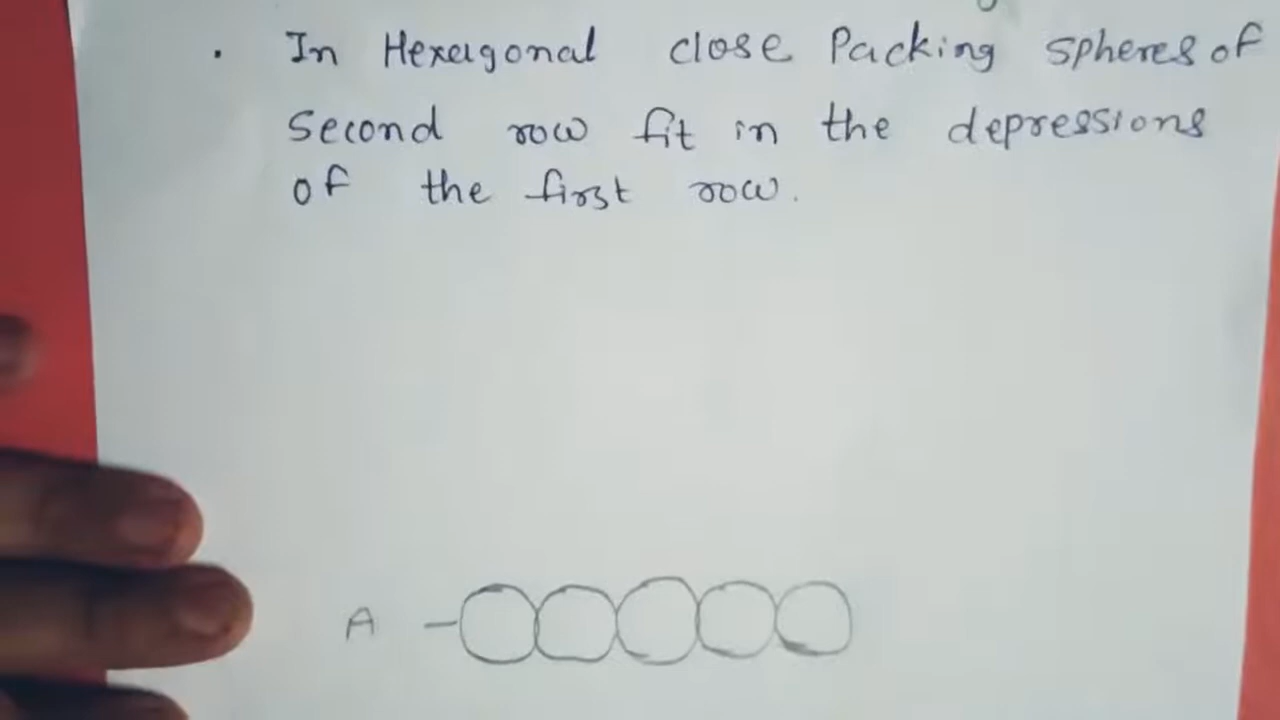 . In Hexagonal close Packing spheres of
Second row fit in the depressions
of the first row.
A -